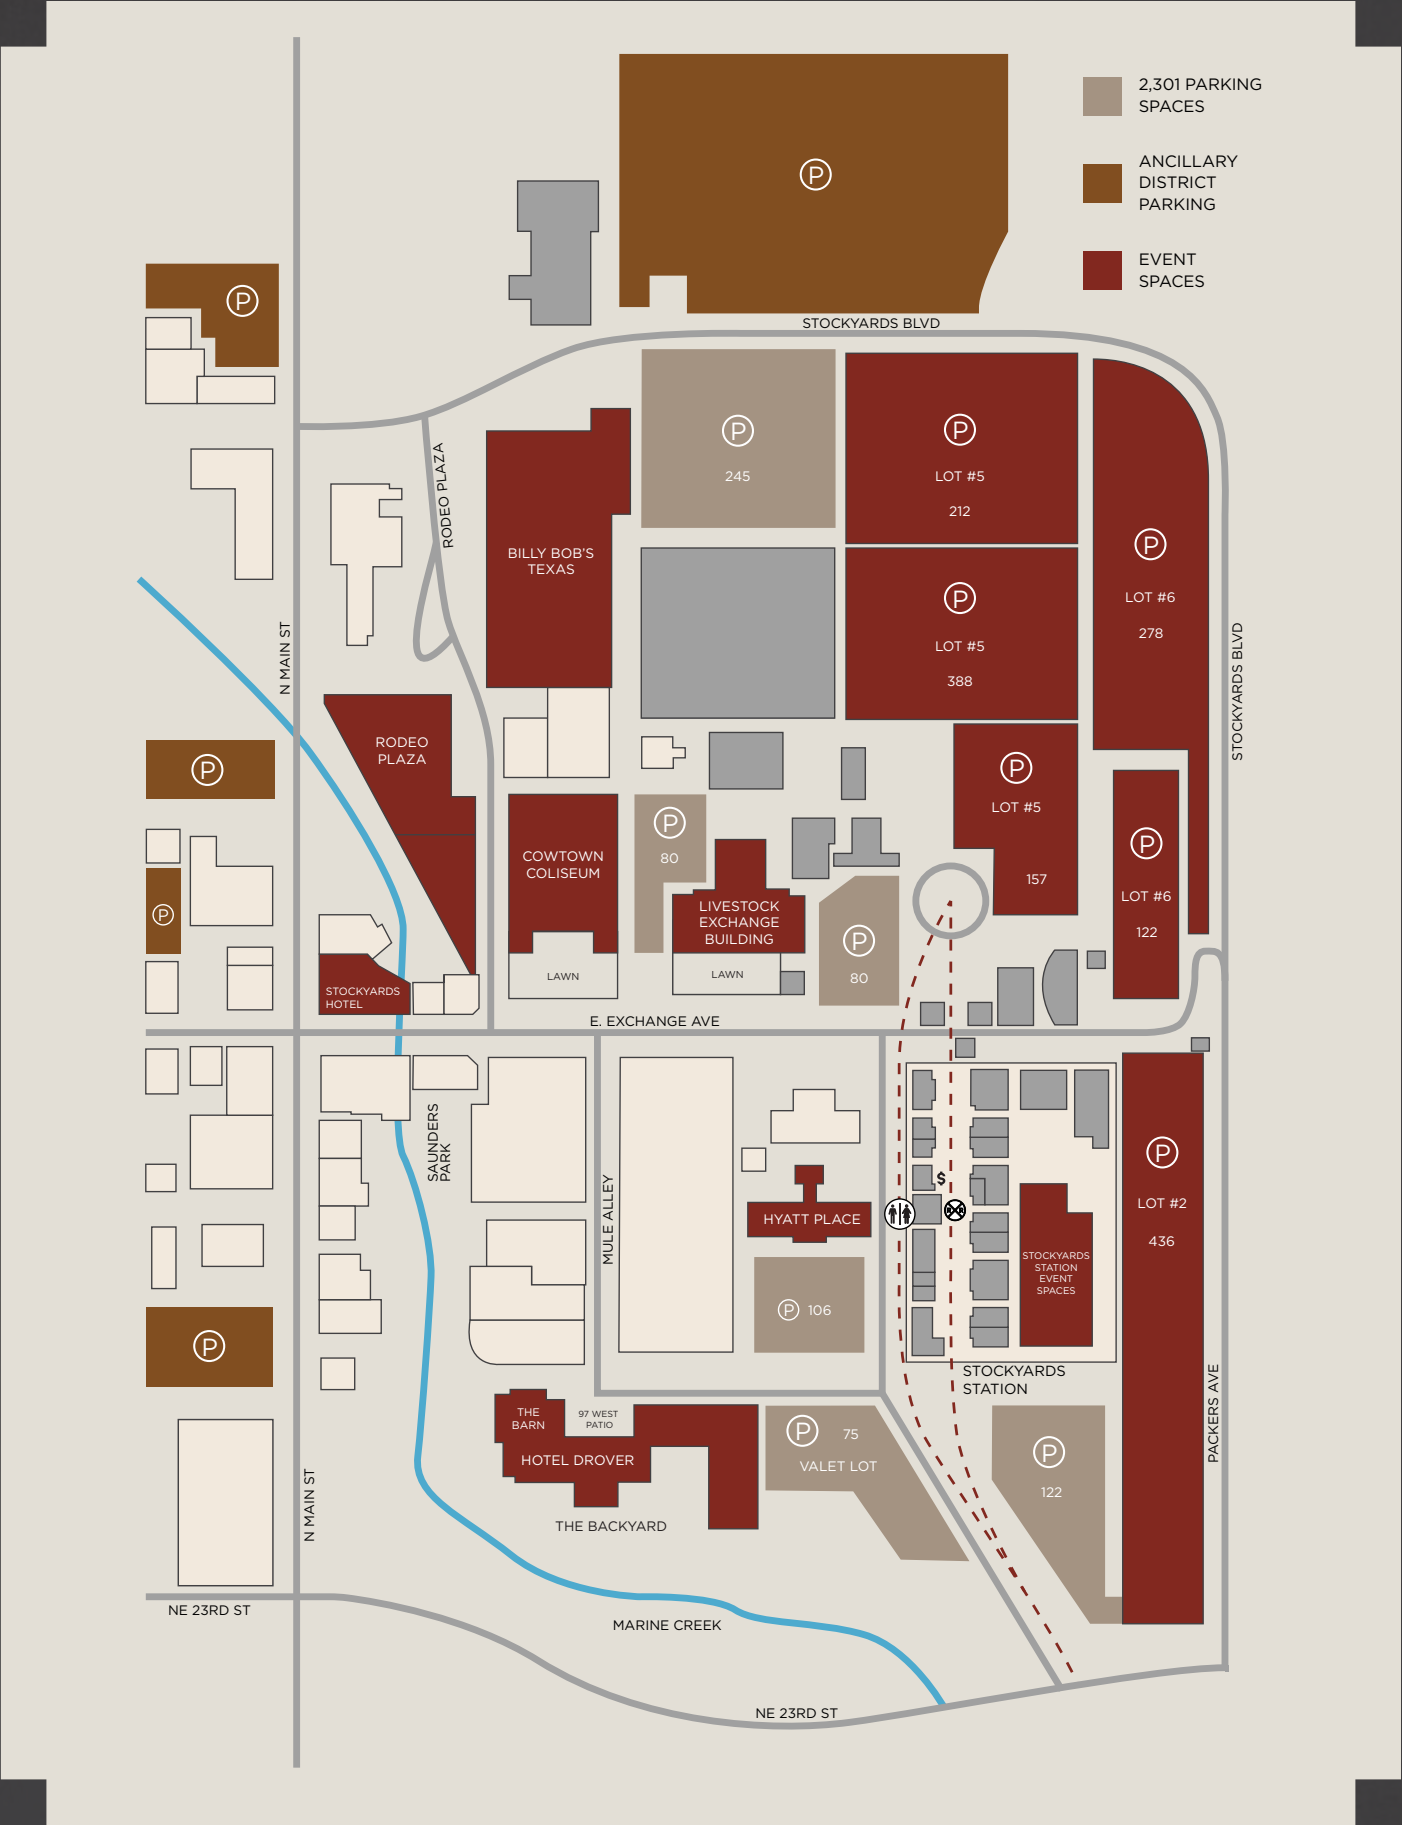 2,301 PARKING
SPACES
ANCILLARY
DISTRICT
PARKING
EVENT
SPACES
P
P
STOCKYARDS BLVD
P
245
P
LOT #5
212
RODEO PLAZA
BILLY BOB'S
TEXAS
P
LOT #6
278
P
LOT #5
388
N MAIN ST
STOCKYARDS BLVD
RODEO
PLAZA
P
P
LOT #5
157
P
80
COWTOWN
COLISEUM
P
LOT #6
122
P
LIVESTOCK
EXCHANGE
BUILDING
P
80
LAWN
LAWN
STOCKYARDS
HOTEL
E. EXCHANGE AVE
SAUNDERS
PARK
MULE ALLEY
HYATT PLACE
$
P
LOT #2
436
STOCKYARDS
STATION
EVENT
SPACES
P 106
P
STOCKYARDS
STATION
PACKERS AVE
THE
BARN
97 WEST
PATIO
HOTEL DROVER
P 75
VALET LOT
P
122
THE BACKYARD
N MAIN ST
NE 23RD ST
MARINE CREEK
NE 23RD ST